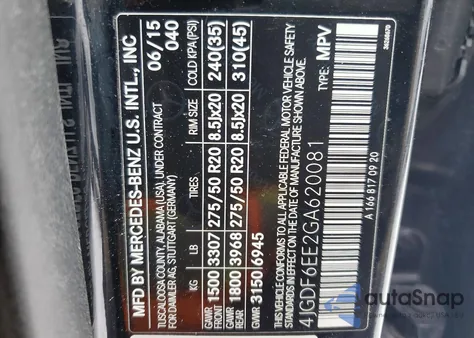 MFD BY MERCEDES-BENZ U.S. INTL., INC
TUSCALOOSA COUNTY, ALABAMA (USA), UNDER CONTRACT
FOR DAIMLER AG, STUTTGART (GERMANY)
06/15
040
KG LB TIRES RIM SIZE COLD KPA (PSI)
GAWR FRONT 1500 3307 275/50 R20 8.5Jx20 240(35)
GAWR REAR 1800 3968 275/50 R20 8.5Jx20 310(45)
GVWR 3150 6945
THIS VEHICLE CONFORMS TO ALL APPLICABLE FEDERAL MOTOR VEHICLE SAFETY
STANDARDS IN EFFECT ON THE DATE OF MANUFACTURE SHOWN ABOVE.
4JGDF6EE2GA620081
TYPE: MPV
A 166 817 09 20
autoSnap